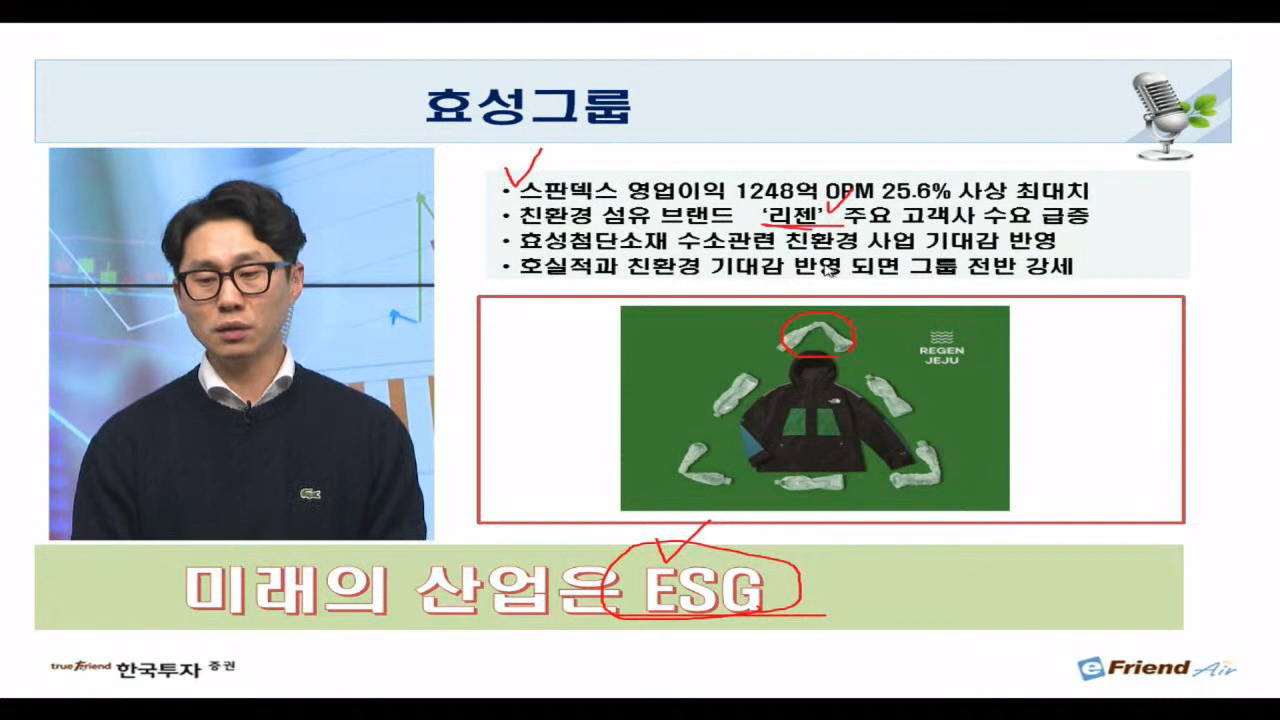 효성그룹
• 스판덱스 영업이익 1248억 OPM 25.6% 사상 최대치
• 친환경 섬유 브랜드 ‘리젠’ 주요 고객사 수요 급증
• 효성첨단소재 수소관련 친환경 사업 기대감 반영
• 호실적과 친환경 기대감 반영 되면 그룹 전반 강세
REGEN
JEJU
미래의 산업은 ESG
true friend 한국투자 증권
e Friend Air